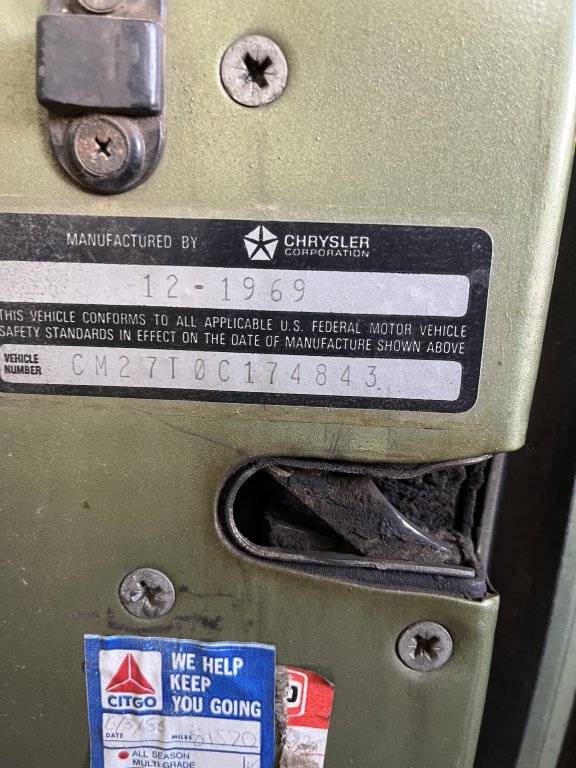 MANUFACTURED BY CHRYSLER
CORPORATION
12-1969
THIS VEHICLE CONFORMS TO ALL APPLICABLE U.S. FEDERAL MOTOR VEHICLE
SAFETY STANDARDS IN EFFECT ON THE DATE OF MANUFACTURE SHOWN ABOVE
VEHICLE
NUMBER
CM27T0C174843
WE HELP
KEEP
YOU GOING
CITGO
DATE MILES 61520
ALL SEASON
MULTI GRADE